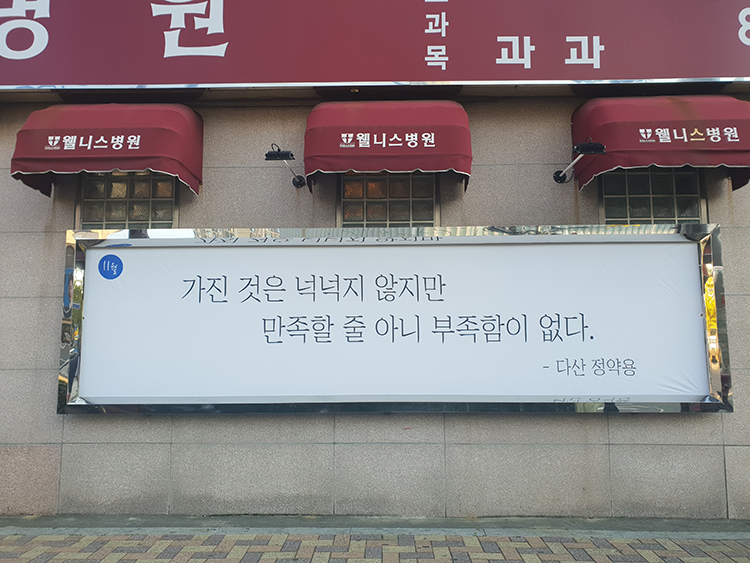 병원
과
목
과과
웰니스병원
웰니스병원
웰니스병원
11월
가진 것은 넉넉지 않지만
만족할 줄 아니 부족함이 없다.
- 다산 정약용